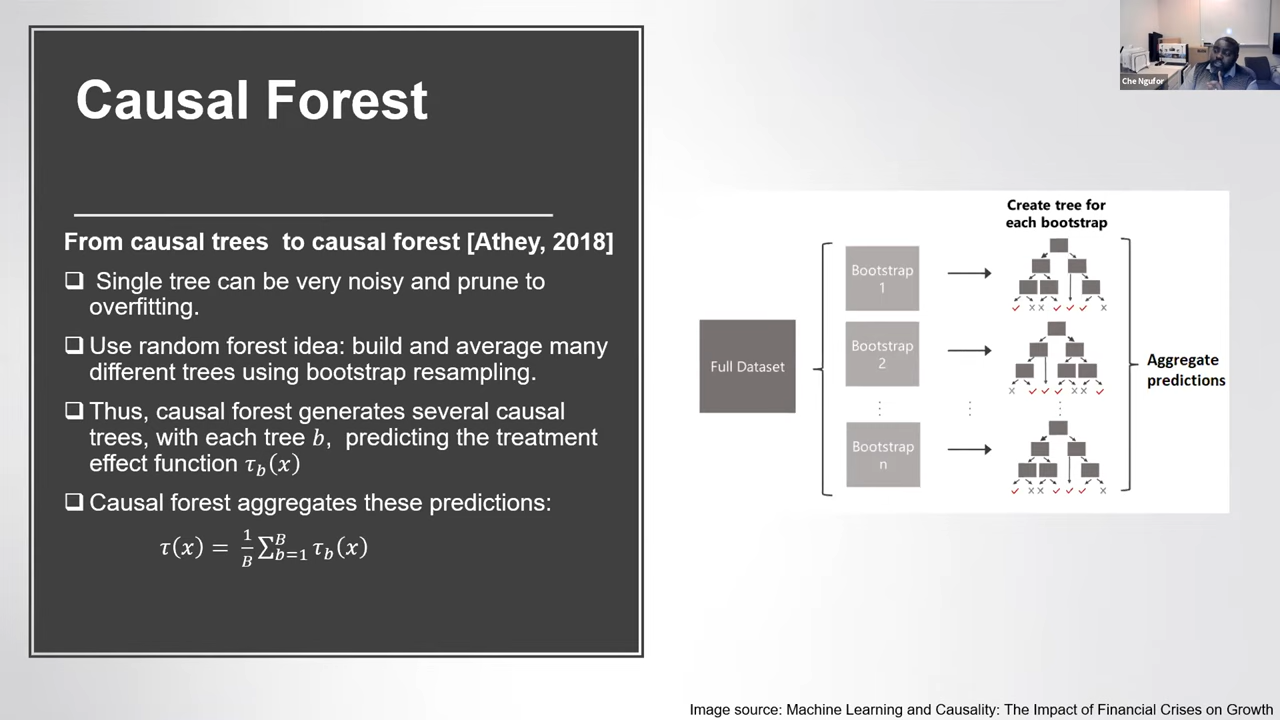 Causal Forest
From causal trees  to causal forest [Athey, 2018]
Single tree can be very noisy and prune to
overfitting.
Use random forest idea: build and average many
different trees using bootstrap resampling.
Thus, causal forest generates several causal
trees, with each tree b,  predicting the treatment
effect function τ_b(x)
Causal forest aggregates these predictions:
τ(x) = 1/B ∑_{b=1}^{B} τ_b(x)
Che Ngufor
Create tree for
each bootstrap
Full Dataset
Bootstrap
1
Bootstrap
2
Bootstrap
n
Aggregate
predictions
Image source: Machine Learning and Causality: The Impact of Financial Crises on Growth